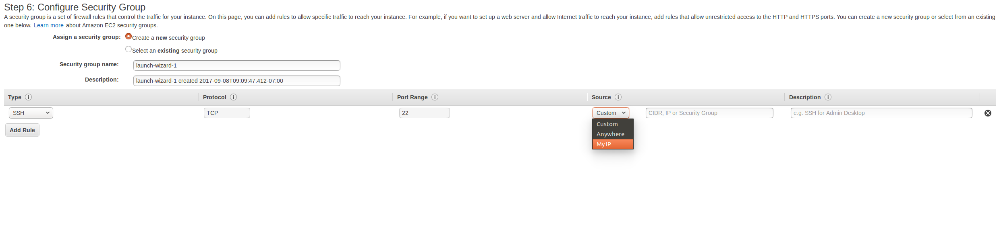 Step 6: Configure Security Group
A security group is a set of firewall rules that control the traffic for your instance. On this page, you can add rules to allow specific traffic to reach your instance. For example, if you want to set up a web server and allow Internet traffic to reach your instance, add rules that allow unrestricted access to the HTTP and HTTPS ports. You can create a new security group or select from an existing
one below. Learn more about Amazon EC2 security groups.
Assign a security group: Create a new security group
Select an existing security group
Security group name: launch-wizard-1
Description: launch-wizard-1 created 2017-09-08T09:09:47.412-07:00
Type i Protocol i Port Range i Source i Description i
SSH TCP 22 Custom CIDR, IP or Security Group e.g. SSH for Admin Desktop
Custom
Add Rule
Anywhere
My IP